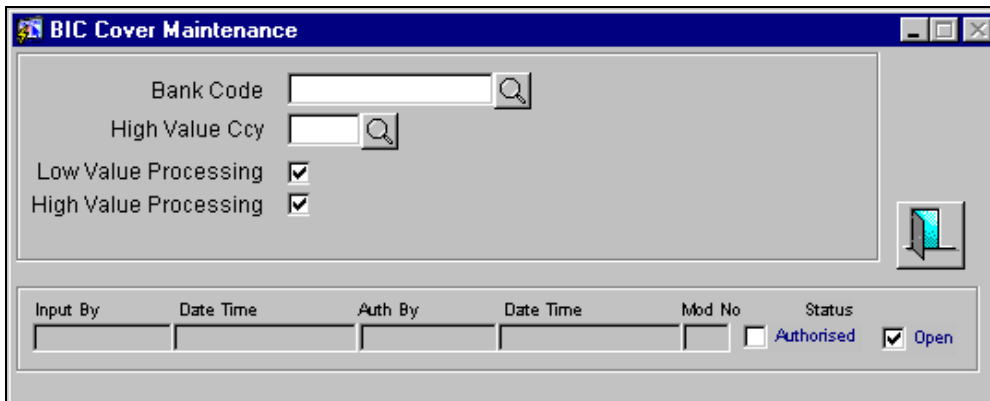 BIC Cover Maintenance
Bank Code
High Value Ccy
Low Value Processing
High Value Processing
Input By Date Time Auth By Date Time Mod No Status
Authorised Open